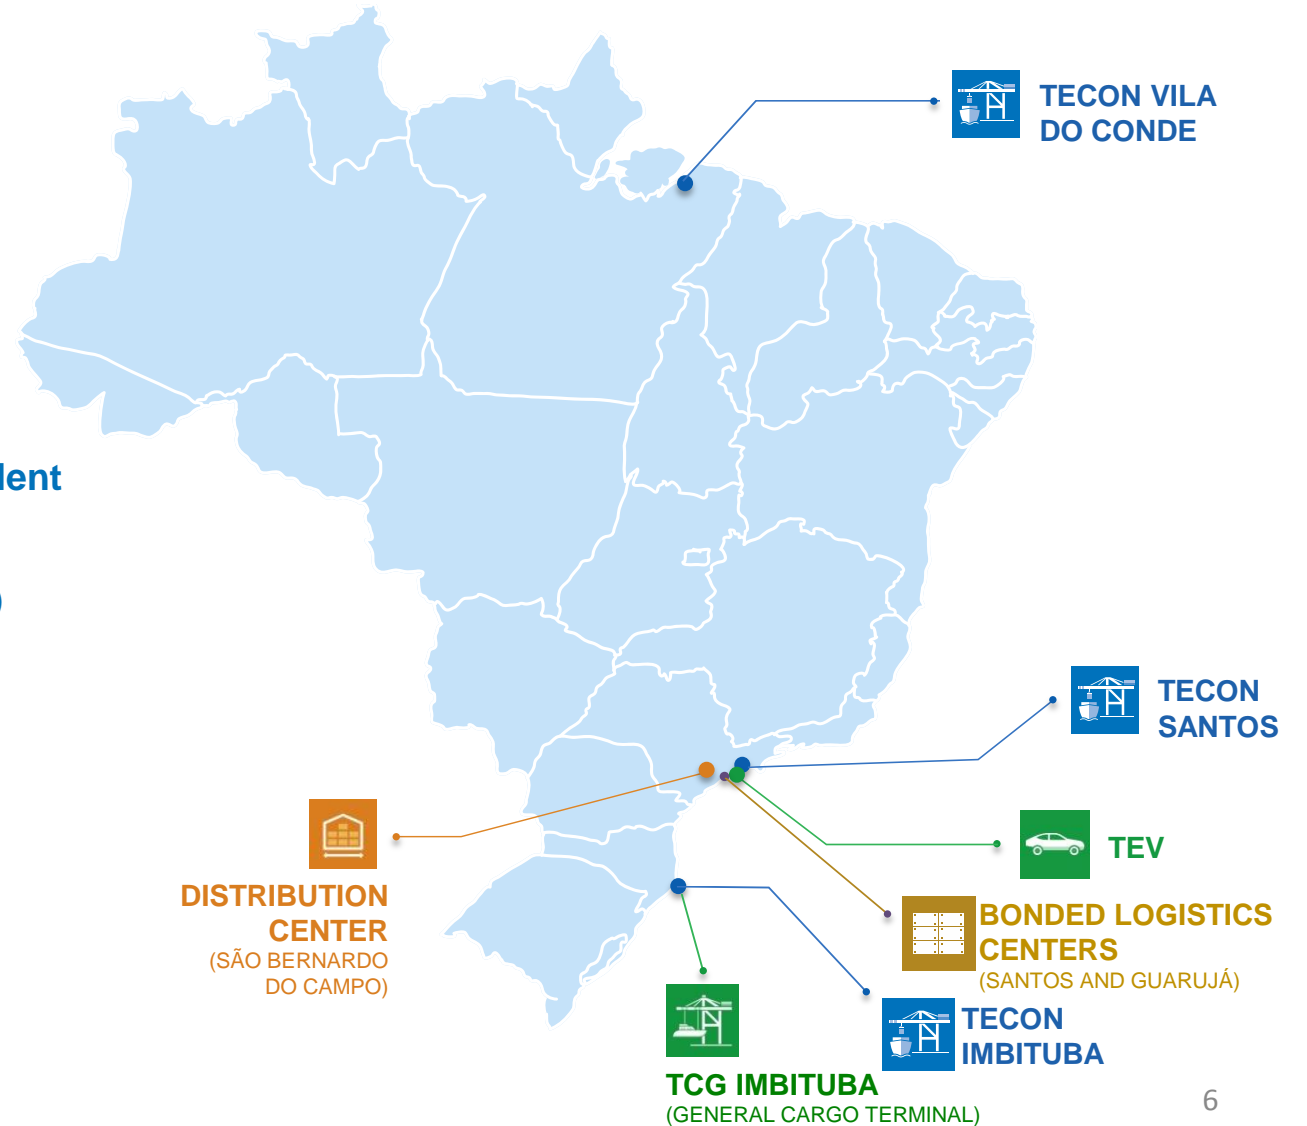 TECON VILA
DO CONDE
TECON
SANTOS
TEV
DISTRIBUTION
CENTER
(SÃO BERNARDO
DO CAMPO)
BONDED LOGISTICS
CENTERS
(SANTOS AND GUARUJÁ)
TECON
IMBITUBA
TCG IMBITUBA
(GENERAL CARGO TERMINAL)
6